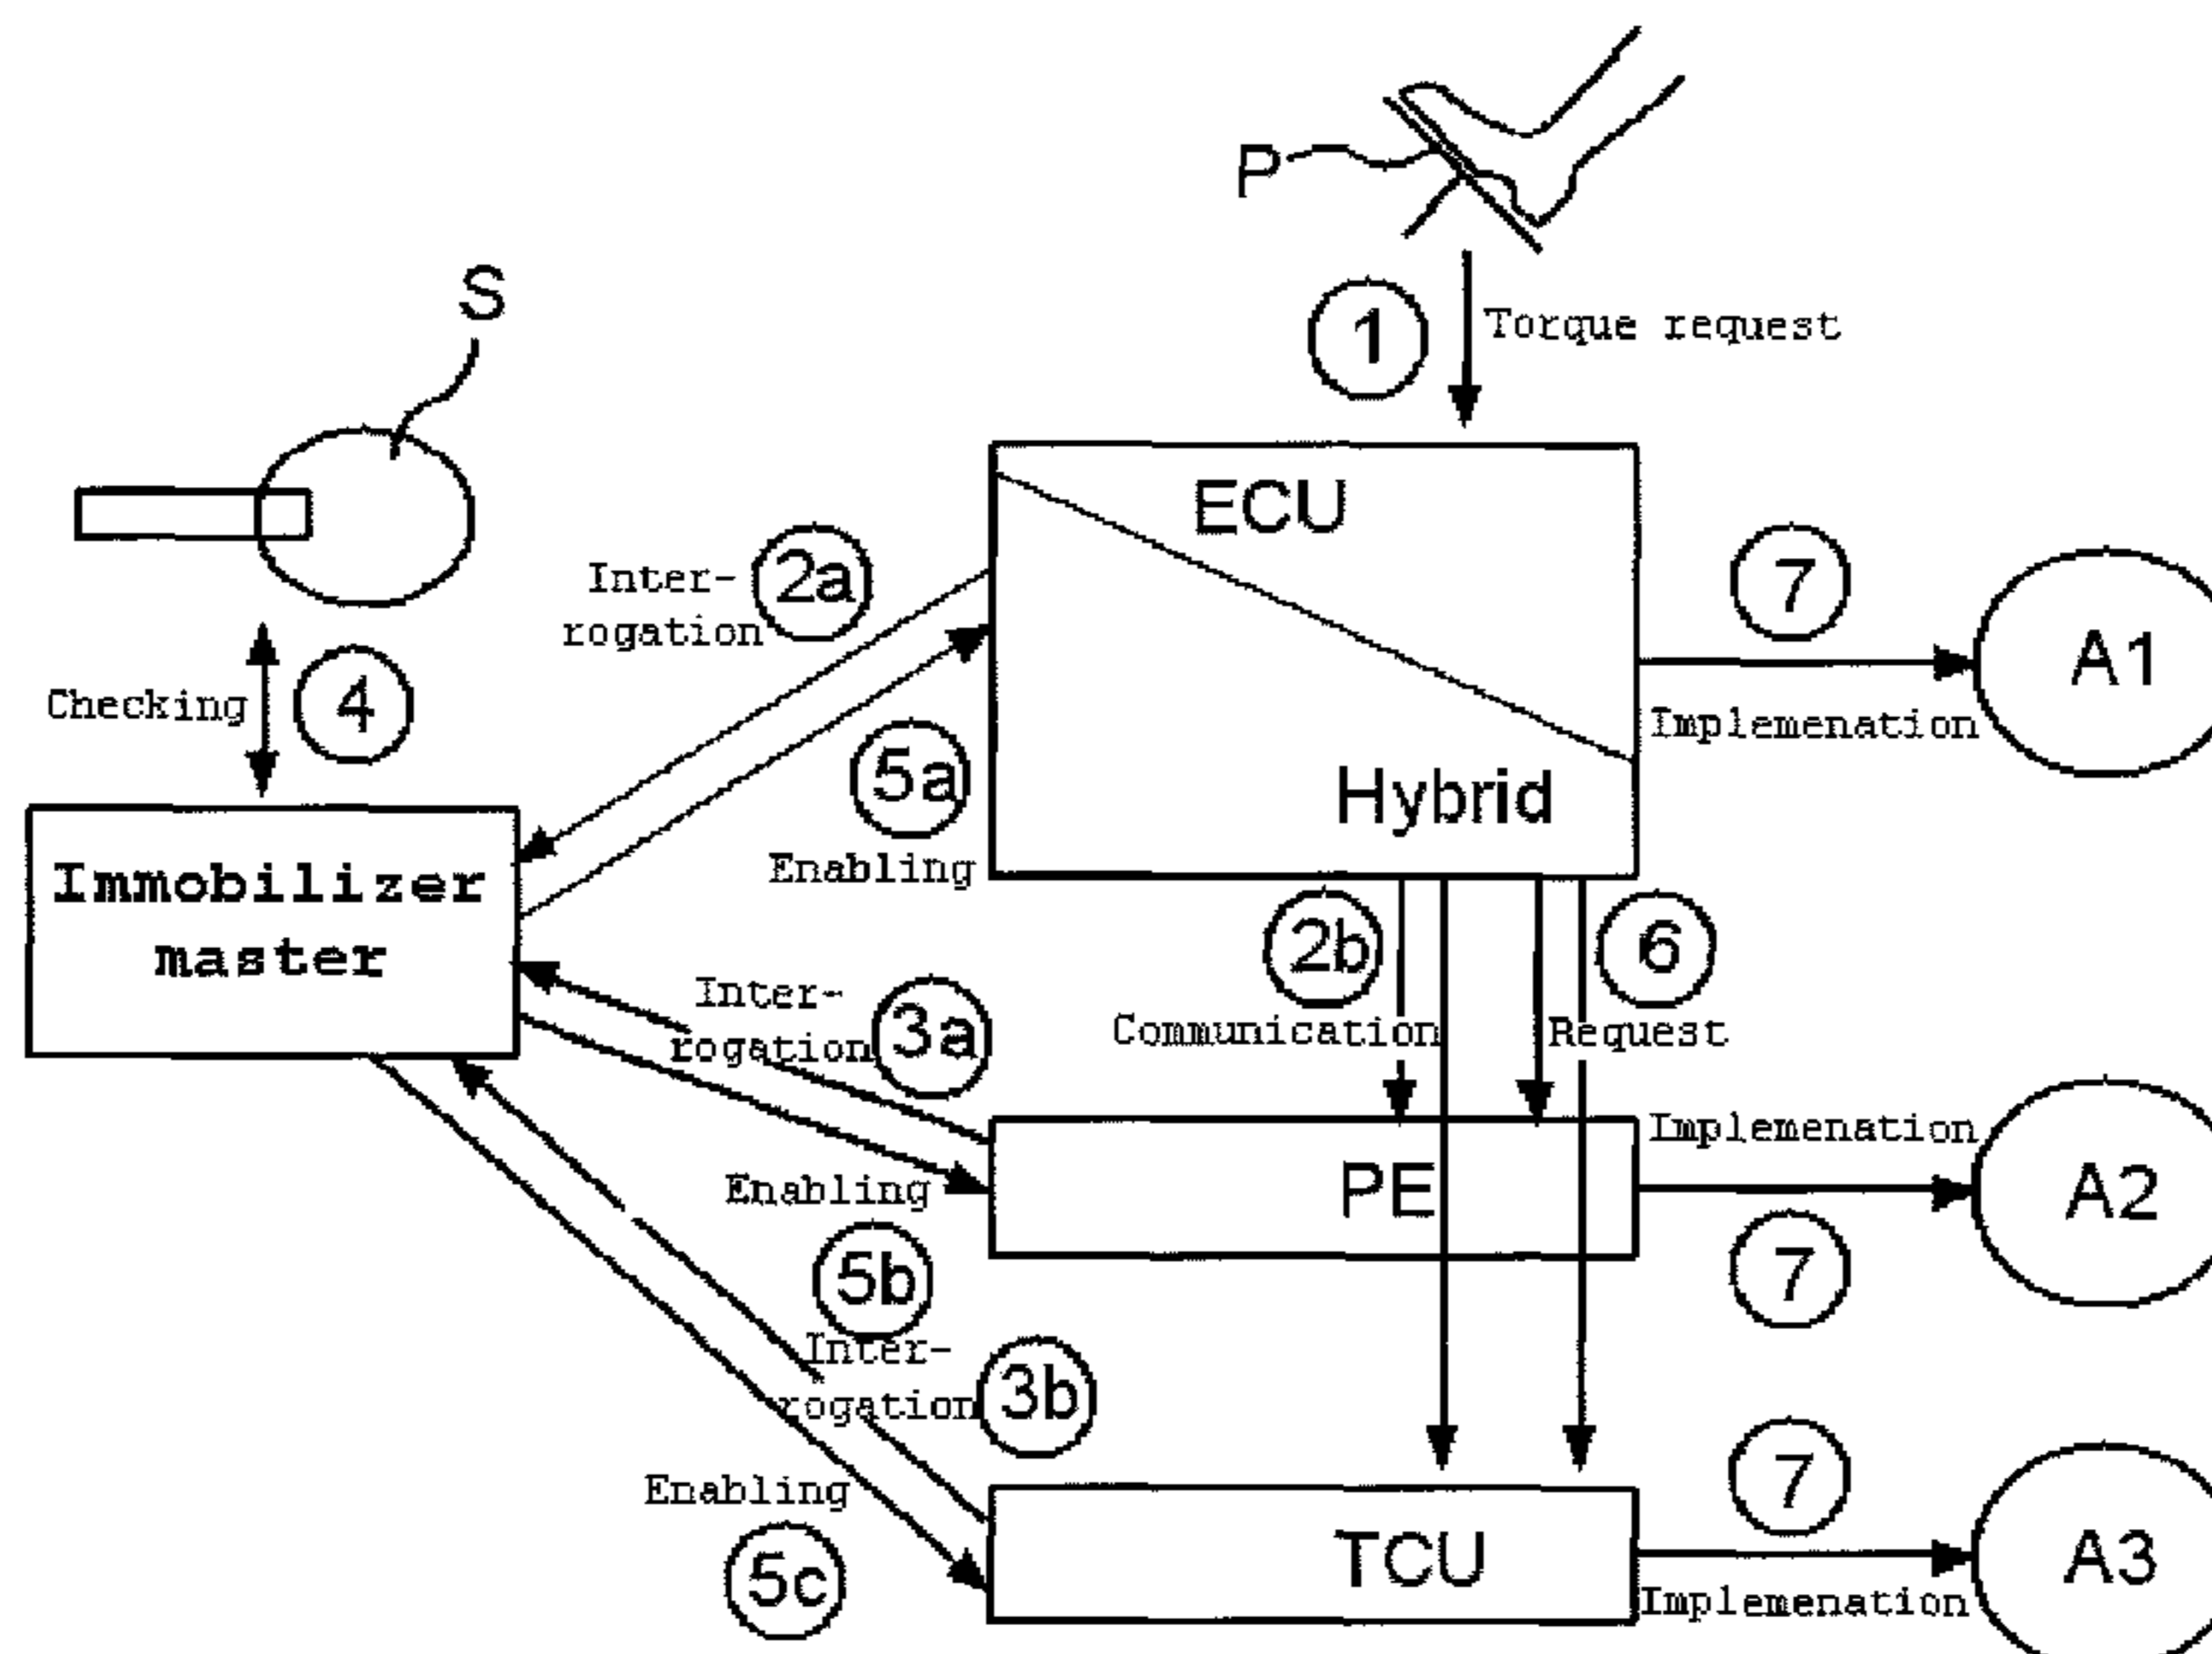 P
1
Torque request
S
ECU
Inter-
rogation
2a
7
A1
Checking
4
Implemenation
5a
Hybrid
Enabling
Immobilizer
master
2b
6
Inter-
rogation
3a
Communication
Request
Implemenation
Enabling
PE
A2
5b
7
Inter-
rogation
3b
7
Enabling
TCU
A3
5c
Implemenation